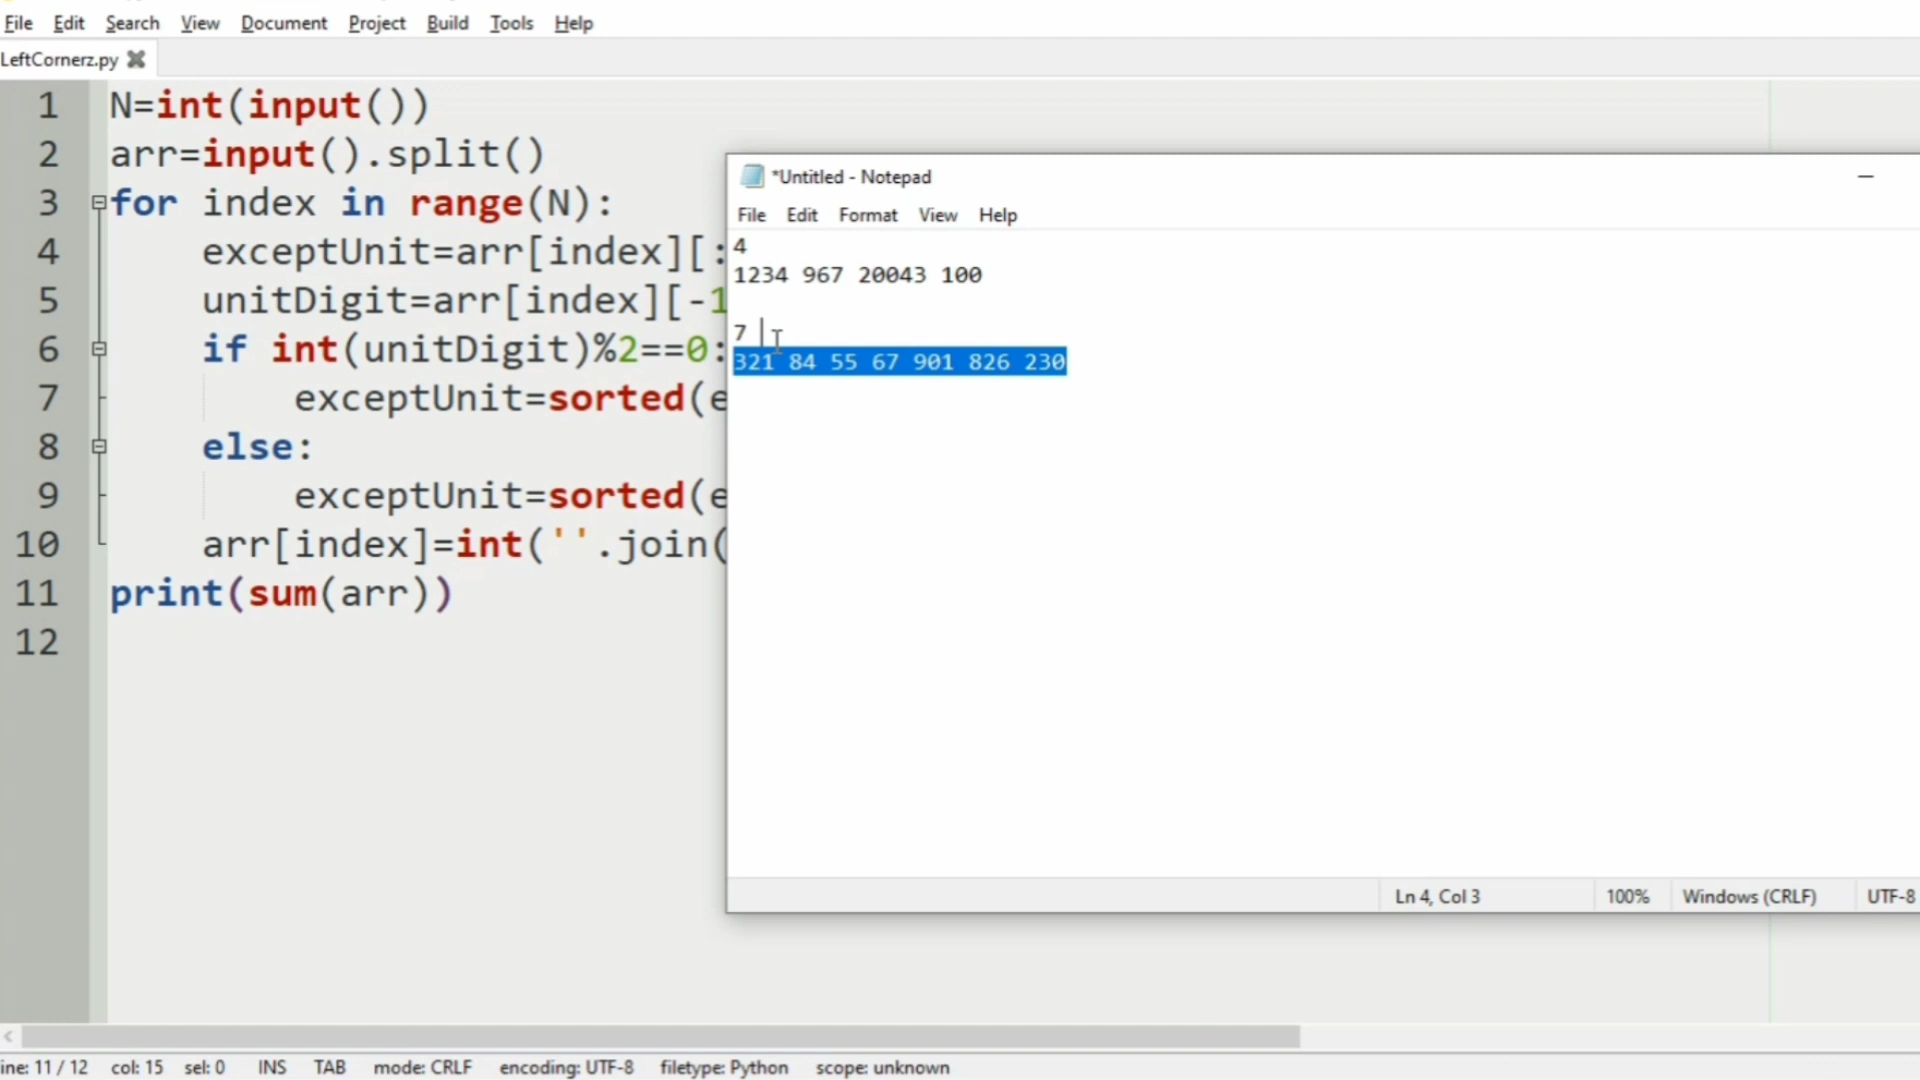 File Edit Search View Document Project Build Tools Help
LeftCornerz.py
1 N=int(input())
2 arr=input().split()
3 for index in range(N):
4 exceptUnit=arr[index][:
5 unitDigit=arr[index][-1
6 if int(unitDigit)%2==0:
7 exceptUnit=sorted(e
8 else:
9 exceptUnit=sorted(e
10 arr[index]=int(''.join(
11 print(sum(arr))
12
*Untitled - Notepad
File Edit Format View Help
4
1234 967 20043 100
7
321 84 55 67 901 826 230
Ln 4, Col 3 100% Windows (CRLF) UTF-8
ine: 11 / 12 col: 15 sel: 0 INS TAB mode: CRLF encoding: UTF-8 filetype: Python scope: unknown